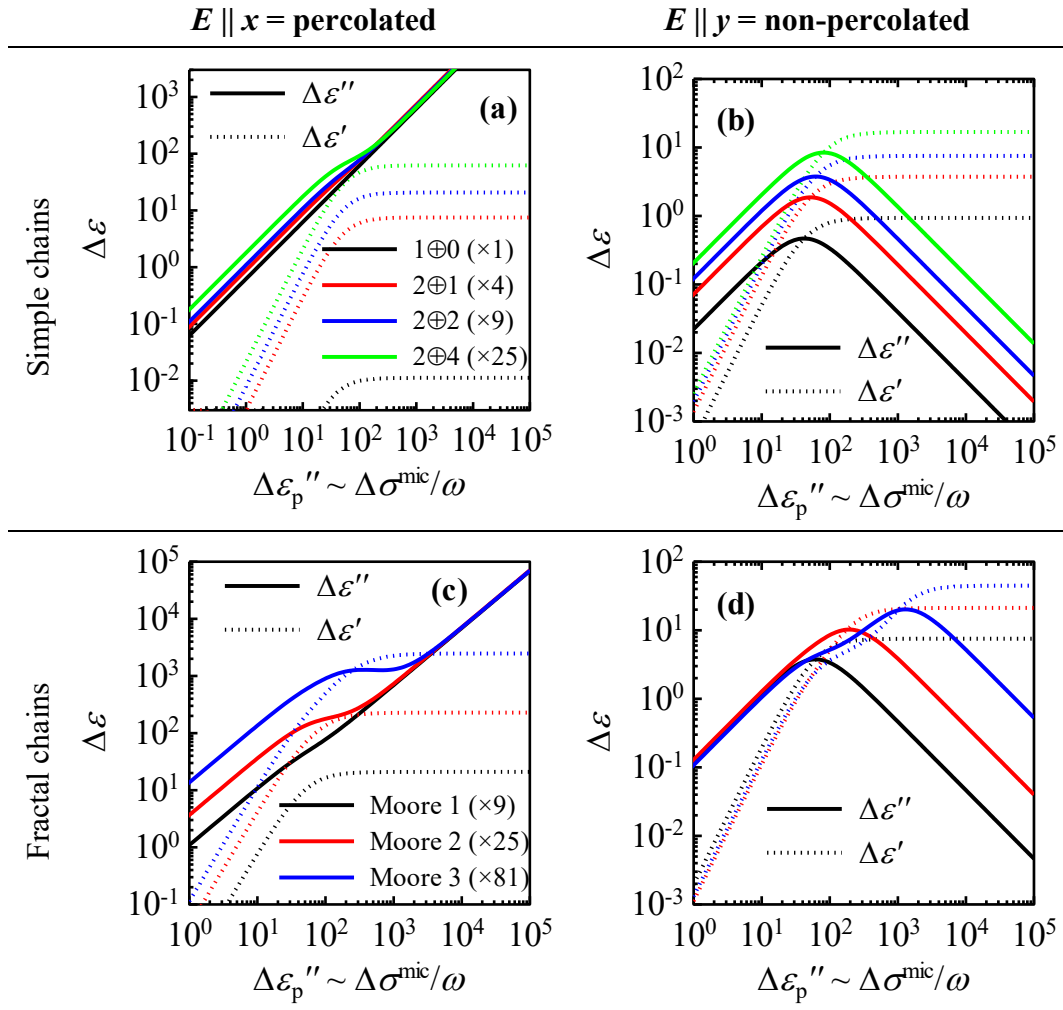 E || x = percolated
E || y = non-percolated
Simple chains
(a)
Δε′′
Δε′
1⊕0 (×1)
2⊕1 (×4)
2⊕2 (×9)
2⊕4 (×25)
Δε
10³
10²
10¹
10⁰
10⁻¹
10⁻²
10⁻¹ 10⁰ 10¹ 10² 10³ 10⁴ 10⁵
Δεₚ′′ ~ Δσᵐⁱᶜ/ω
(b)
Δε′′
Δε′
Δε
10²
10¹
10⁰
10⁻¹
10⁻²
10⁻³
10⁰ 10¹ 10² 10³ 10⁴ 10⁵
Δεₚ′′ ~ Δσᵐⁱᶜ/ω
Fractal chains
(c)
Δε′′
Δε′
Moore 1 (×9)
Moore 2 (×25)
Moore 3 (×81)
Δε
10⁵
10⁴
10³
10²
10¹
10⁰
10⁻¹
10⁰ 10¹ 10² 10³ 10⁴ 10⁵
Δεₚ′′ ~ Δσᵐⁱᶜ/ω
(d)
Δε′′
Δε′
Δε
10²
10¹
10⁰
10⁻¹
10⁻²
10⁻³
10⁰ 10¹ 10² 10³ 10⁴ 10⁵
Δεₚ′′ ~ Δσᵐⁱᶜ/ω